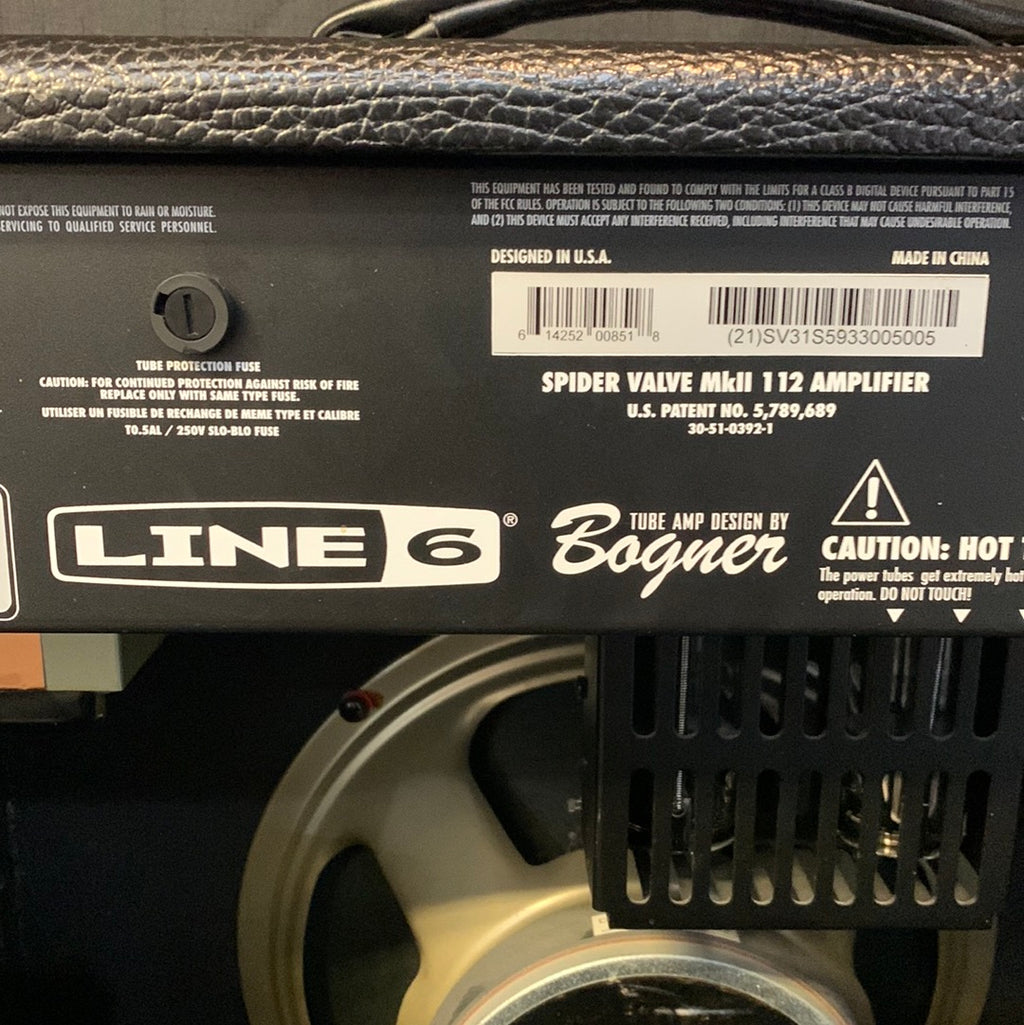 NOT EXPOSE THIS EQUIPMENT TO RAIN OR MOISTURE.
ERVICING TO QUALIFIED SERVICE PERSONNEL.
THIS EQUIPMENT HAS BEEN TESTED AND FOUND TO COMPLY WITH THE LIMITS FOR A CLASS B DIGITAL DEVICE PURSUANT TO PART 15
OF THE FCC RULES. OPERATION IS SUBJECT TO THE FOLLOWING TWO CONDITIONS: (1) THIS DEVICE MAY NOT CAUSE HARMFUL INTERFERENCE,
AND (2) THIS DEVICE MUST ACCEPT ANY INTERFERENCE RECEIVED, INCLUDING INTERFERENCE THAT MAY CAUSE UNDESIRABLE OPERATION.
DESIGNED IN U.S.A. MADE IN CHINA
6 14252 00851 8
(21)SV31S5933005005
SPIDER VALVE MkII 112 AMPLIFIER
U.S. PATENT NO. 5,789,689
30-51-0392-1
TUBE PROTECTION FUSE
CAUTION: FOR CONTINUED PROTECTION AGAINST RISK OF FIRE
REPLACE ONLY WITH SAME TYPE FUSE.
UTILISER UN FUSIBLE DE RECHANGE DE MEME TYPE ET CALIBRE
T0.5AL / 250V SLO-BLO FUSE
LINE 6®
TUBE AMP DESIGN BY
Bogner
CAUTION: HOT
The power tubes get extremely hot
operation. DO NOT TOUCH!